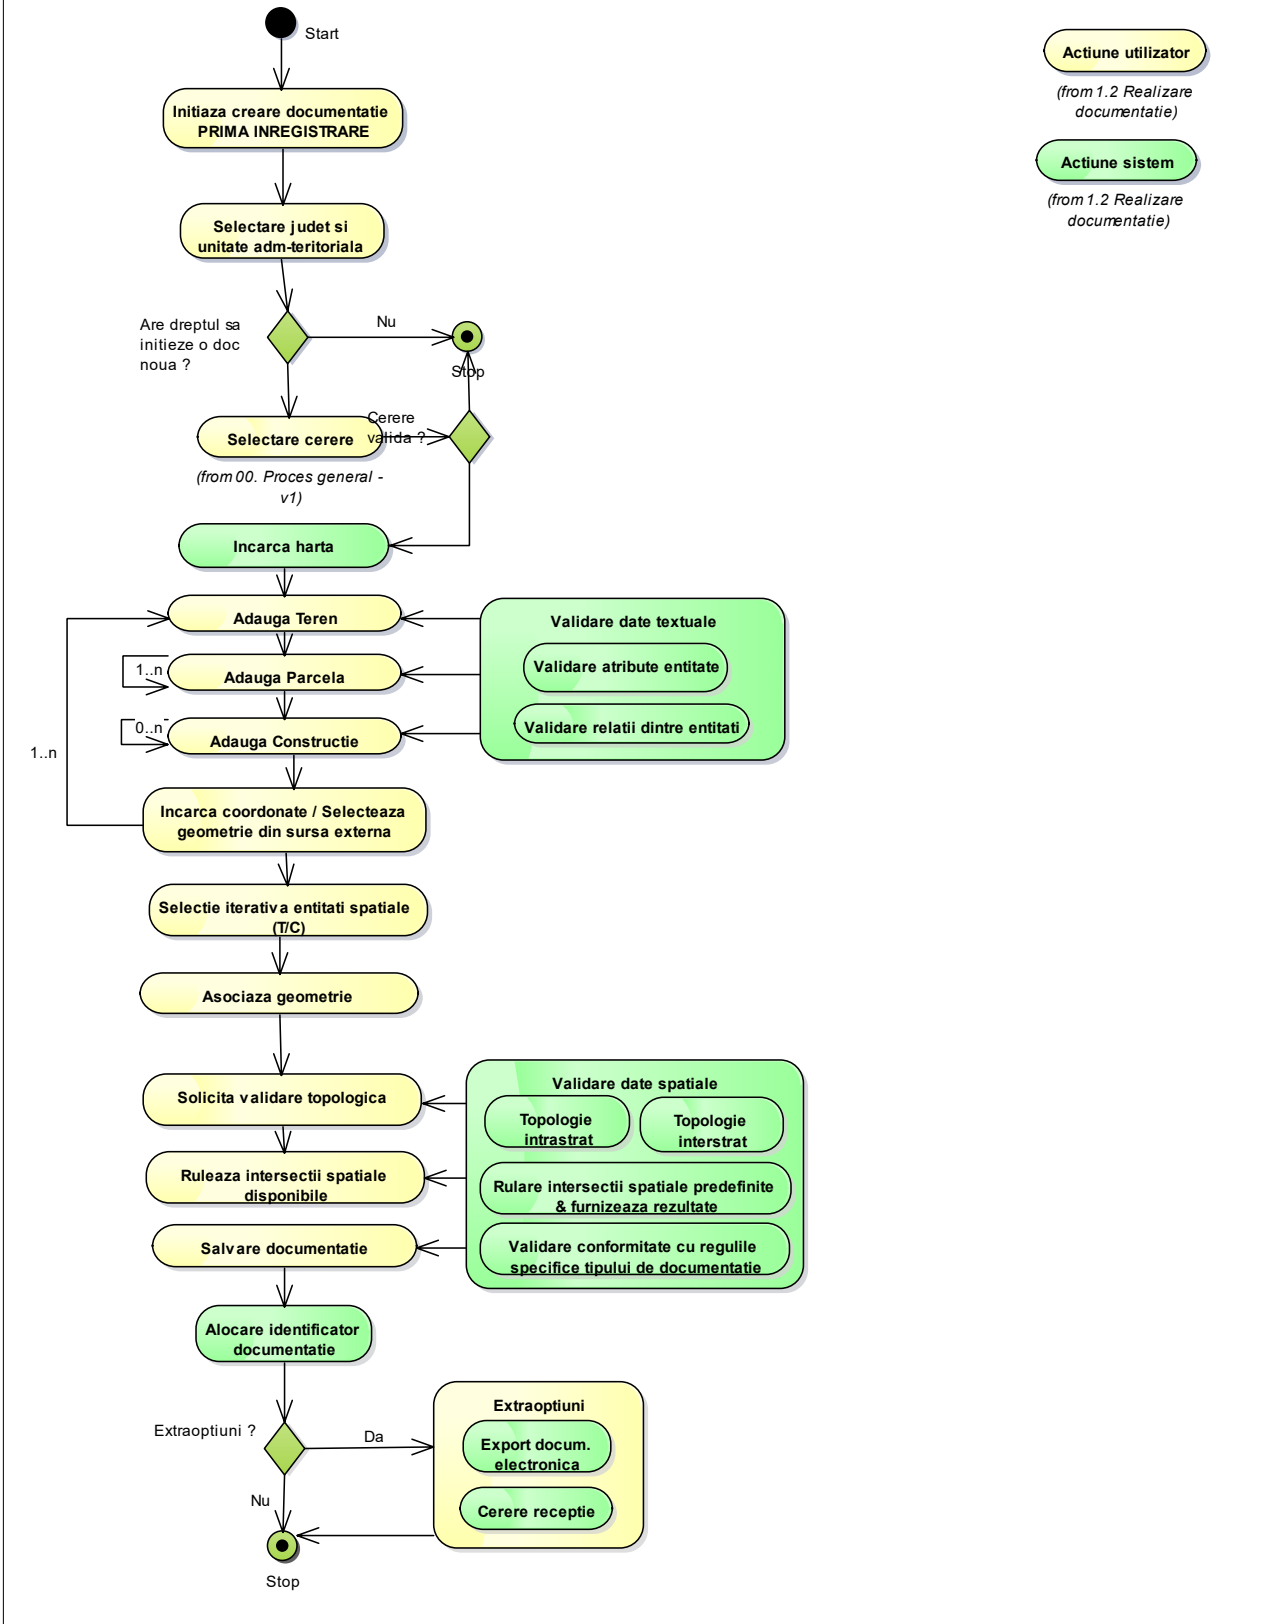 Start
Actiune utilizator
(from 1.2 Realizare
documentatie)
Actiune sistem
(from 1.2 Realizare
documentatie)
Initiaza creare documentatie
PRIMA INREGISTRARE
Selectare judet si
unitate adm-teritoriala
Are dreptul sa
initieze o doc
noua ?
Nu
Stop
Cerere
valida ?
Selectare cerere
(from 00. Proces general -
v1)
Incarca harta
Adauga Teren
1..n
Adauga Parcela
0..n
Adauga Constructie
1..n
Validare date textuale
Validare atribute entitate
Validare relatii dintre entitati
Incarca coordonate / Selecteaza
geometrie din sursa externa
Selectie iterativa entitati spatiale
(T/C)
Asociaza geometrie
Solicita validare topologica
Ruleaza intersectii spatiale
disponibile
Salvare documentatie
Validare date spatiale
Topologie
intrastrat
Topologie
interstrat
Rulare intersectii spatiale predefinite
& furnizeaza rezultate
Validare conformitate cu regulile
specifice tipului de documentatie
Alocare identificator
documentatie
Extraoptiuni ?
Da
Nu
Extraoptiuni
Export docum.
electronica
Cerere receptie
Stop